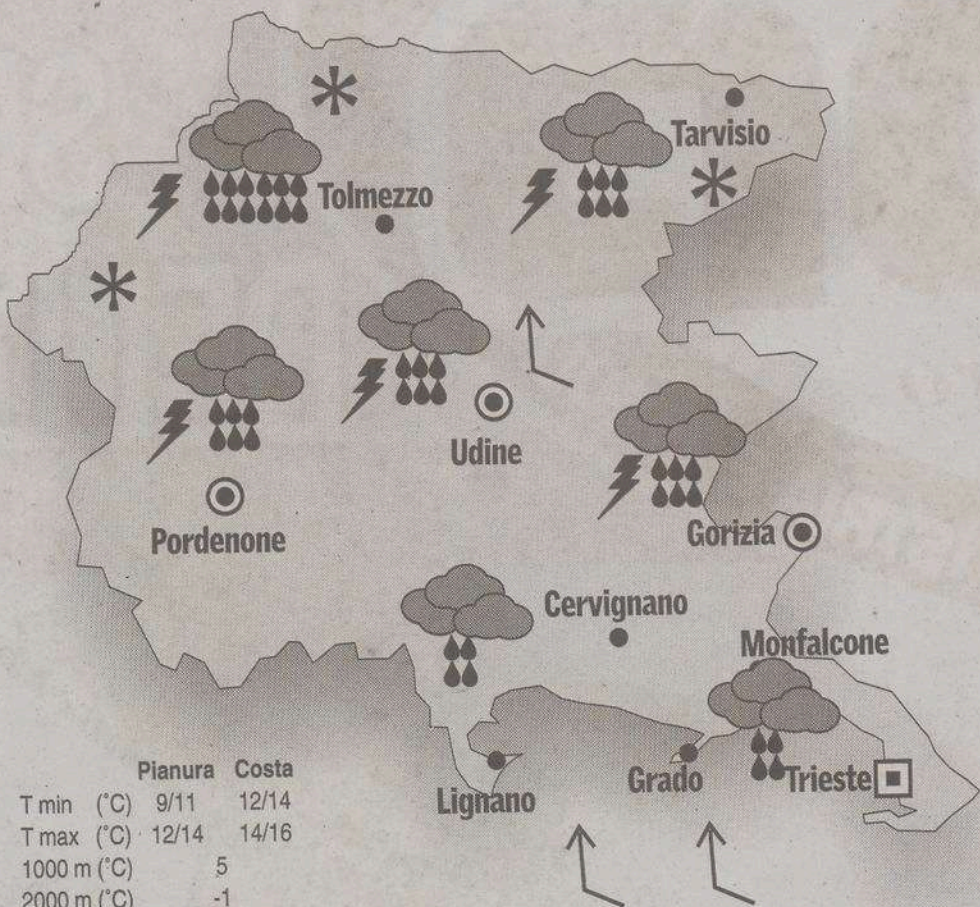 Tarvisio
Tolmezzo
Udine
Pordenone
Gorizia
Cervignano
Monfalcone
Lignano
Grado
Trieste
Pianura Costa
T min (°C) 9/11 12/14
T max (°C) 12/14 14/16
1000 m (°C) 5
2000 m (°C) -1